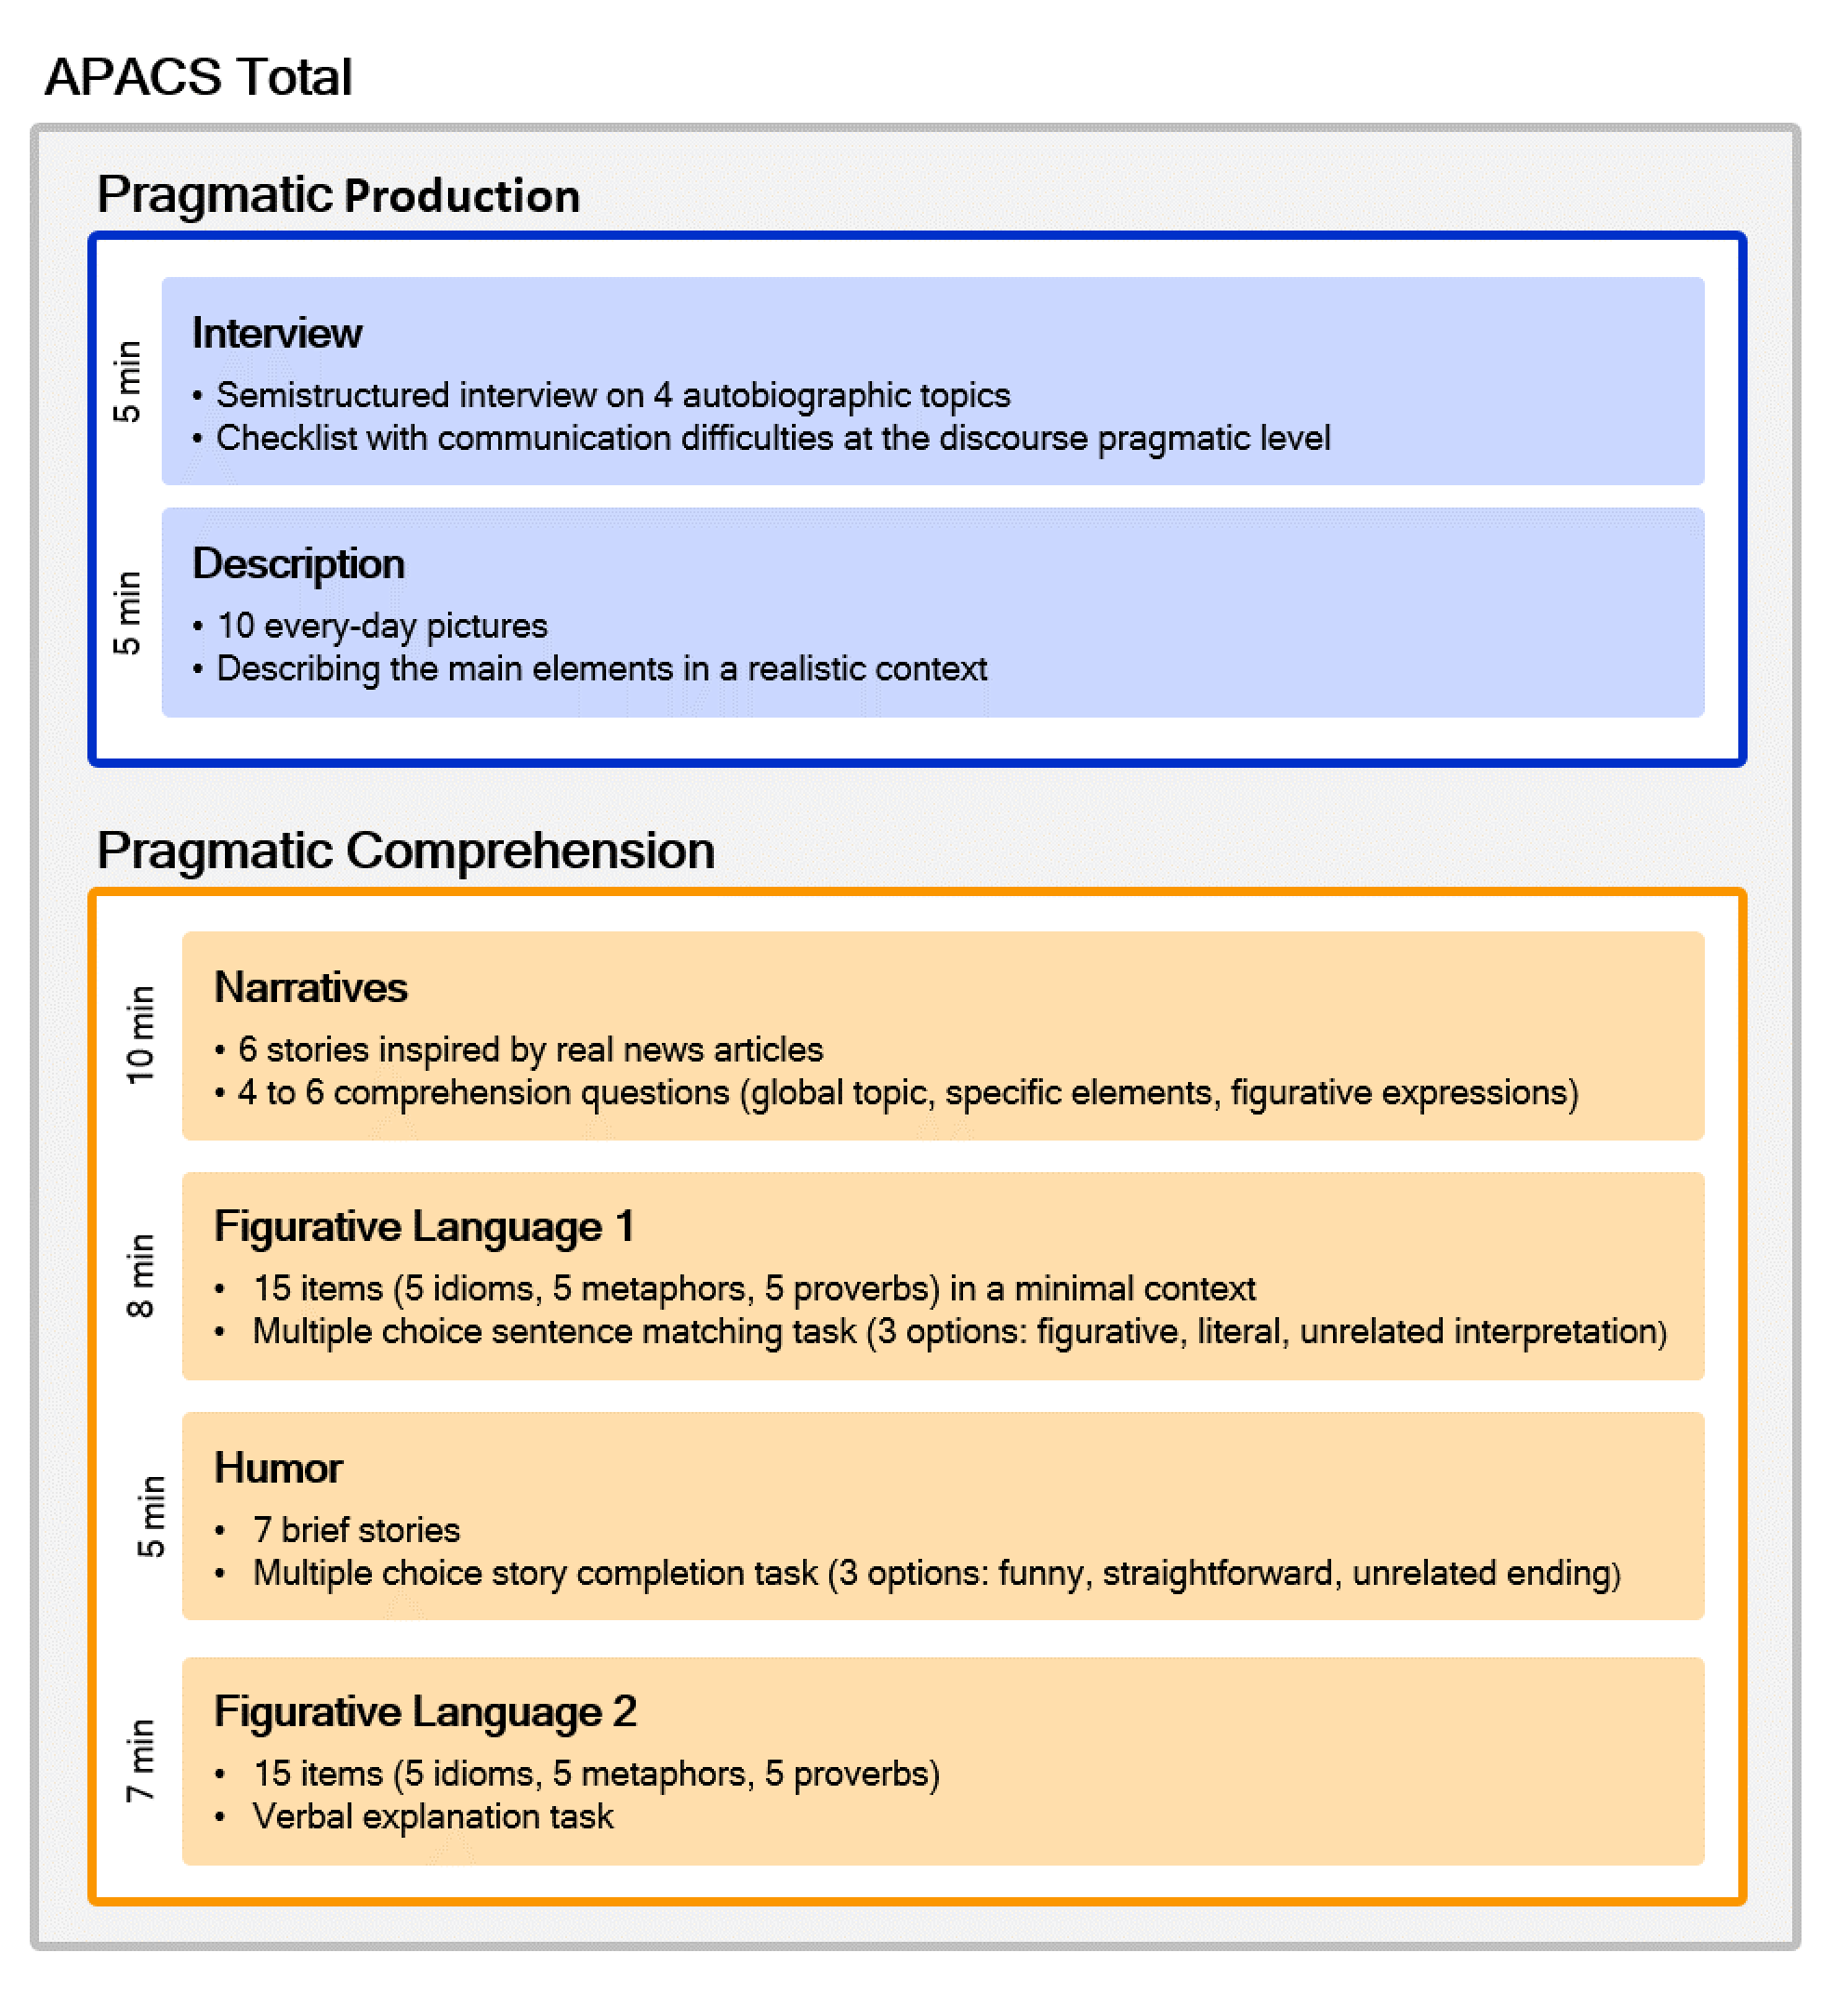 APACS Total
Pragmatic Production
5 min
Interview
• Semistructured interview on 4 autobiographic topics
• Checklist with communication difficulties at the discourse pragmatic level
5 min
Description
• 10 every-day pictures
• Describing the main elements in a realistic context
Pragmatic Comprehension
10 min
Narratives
• 6 stories inspired by real news articles
• 4 to 6 comprehension questions (global topic, specific elements, figurative expressions)
8 min
Figurative Language 1
• 15 items (5 idioms, 5 metaphors, 5 proverbs) in a minimal context
• Multiple choice sentence matching task (3 options: figurative, literal, unrelated interpretation)
5 min
Humor
• 7 brief stories
• Multiple choice story completion task (3 options: funny, straightforward, unrelated ending)
7 min
Figurative Language 2
• 15 items (5 idioms, 5 metaphors, 5 proverbs)
• Verbal explanation task